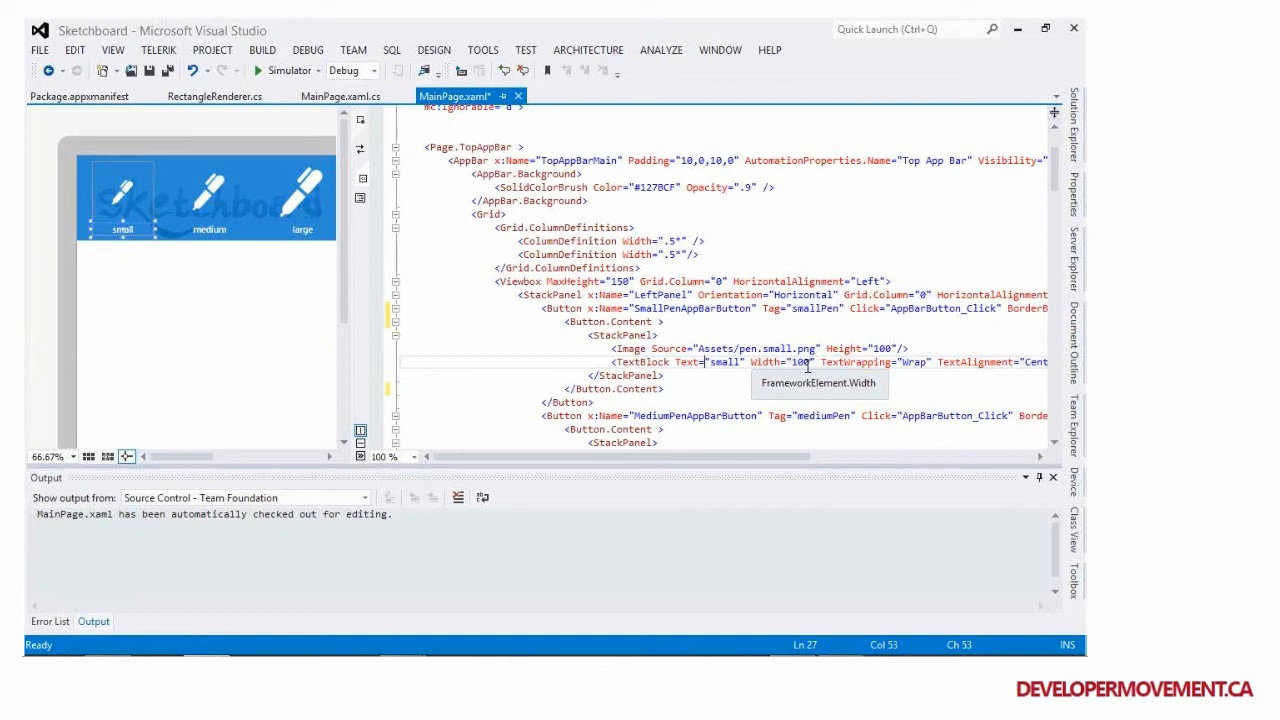 Sketchboard - Microsoft Visual Studio
Quick Launch (Ctrl+Q)
FILE EDIT VIEW TELERIK PROJECT BUILD DEBUG TEAM SQL DESIGN TOOLS TEST ARCHITECTURE ANALYZE WINDOW HELP
Simulator Debug
Package.appxmanifest RectangleRenderer.cs MainPage.xaml.cs MainPage.xaml*
mc:Ignorable="d">
<Page.TopAppBar >
<AppBar x:Name="TopAppBarMain" Padding="10,0,10,0" AutomationProperties.Name="Top App Bar" Visibility="
<AppBar.Background>
<SolidColorBrush Color="#127BCF" Opacity=".9" />
</AppBar.Background>
<Grid>
<Grid.ColumnDefinitions>
<ColumnDefinition Width=".5*" />
<ColumnDefinition Width=".5*"/>
</Grid.ColumnDefinitions>
<Viewbox MaxHeight="150" Grid.Column="0" HorizontalAlignment="Left">
<StackPanel x:Name="LeftPanel" Orientation="Horizontal" Grid.Column="0" HorizontalAlignment
<Button x:Name="SmallPenAppBarButton" Tag="smallPen" Click="AppBarButton_Click" BorderB
<Button.Content >
<StackPanel>
<Image Source="Assets/pen.small.png" Height="100"/>
<TextBlock Text="small" Width="100" TextWrapping="Wrap" TextAlignment="Cent
</StackPanel>
FrameworkElement.Width
</Button.Content>
</Button>
<Button x:Name="MediumPenAppBarButton" Tag="mediumPen" Click="AppBarButton_Click" Borde
<Button.Content >
<StackPanel>
Sketchboard
small medium large
66.67%
100 %
Solution Explorer
Properties
Server Explorer
Document Outline
Team Explorer
Device
Class View
Toolbox
Output
Show output from: Source Control - Team Foundation
MainPage.xaml has been automatically checked out for editing.
Error List Output
Ready Ln 27 Col 53 Ch 53 INS
DEVELOPERMOVEMENT.CA